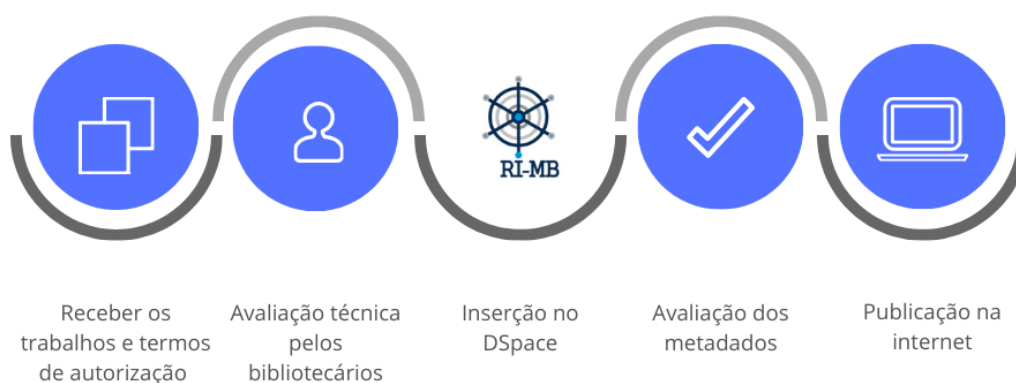 RI-MB
Receber os
trabalhos e termos
de autorização
Avaliação técnica
pelos
bibliotecários
Inserção no
DSpace
Avaliação dos
metadados
Publicação na
internet